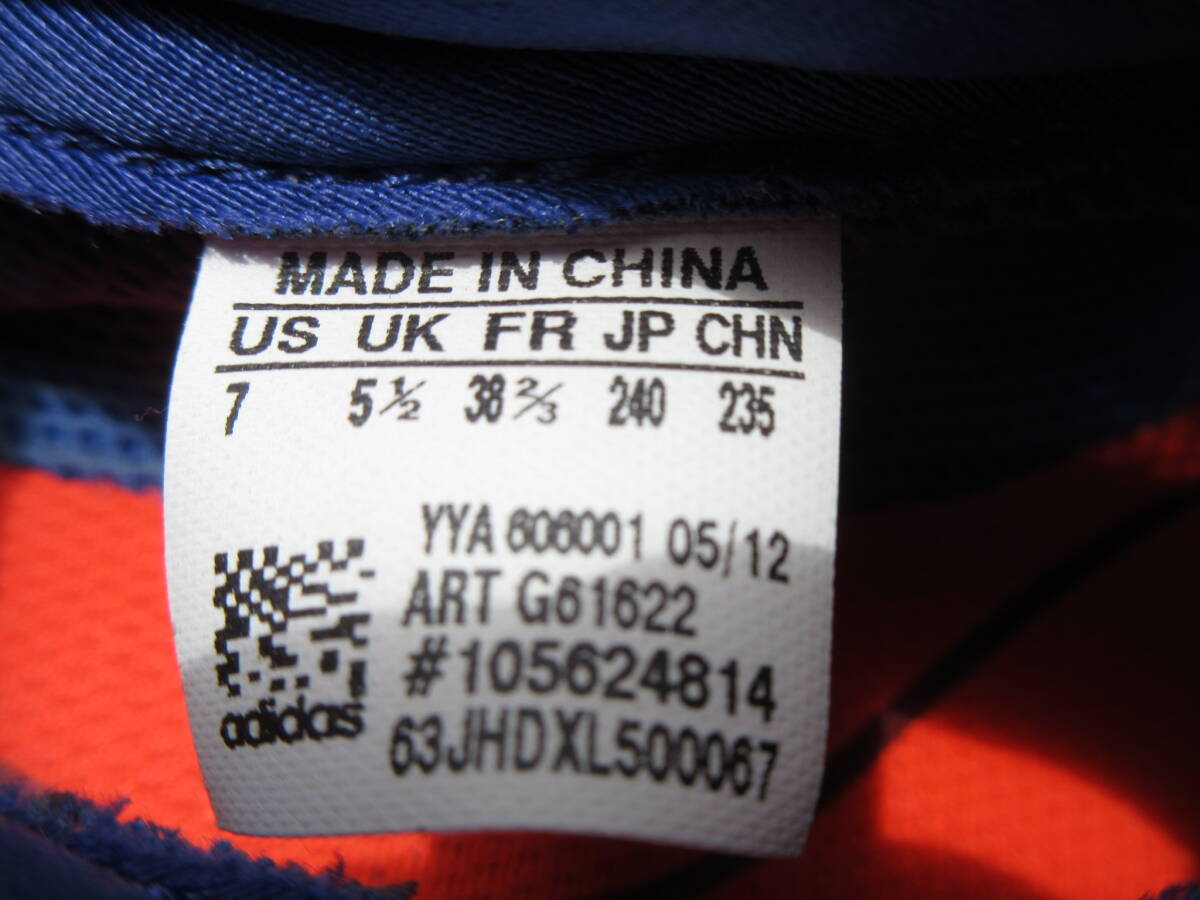 MADE IN CHINA
US UK FR JP CHN
7 5½ 38⅔ 240 235
YYA 606001 05/12
ART G61622
#105624814
63JHDXL500067
adidas